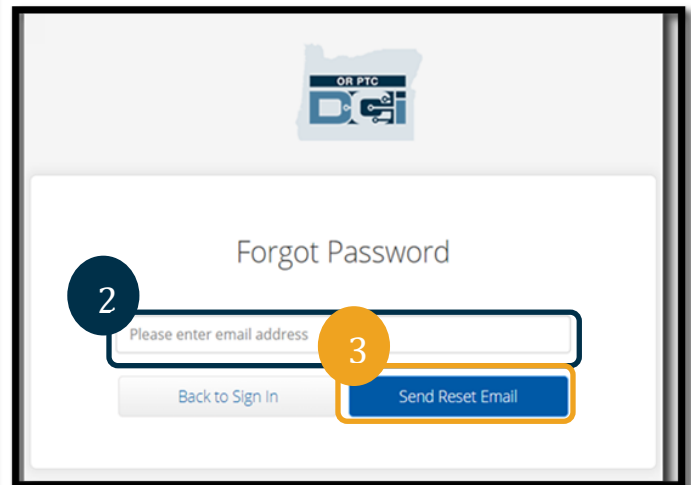 OR PTC
DCi
Forgot Password
2
Please enter email address
3
Back to Sign In
Send Reset Email